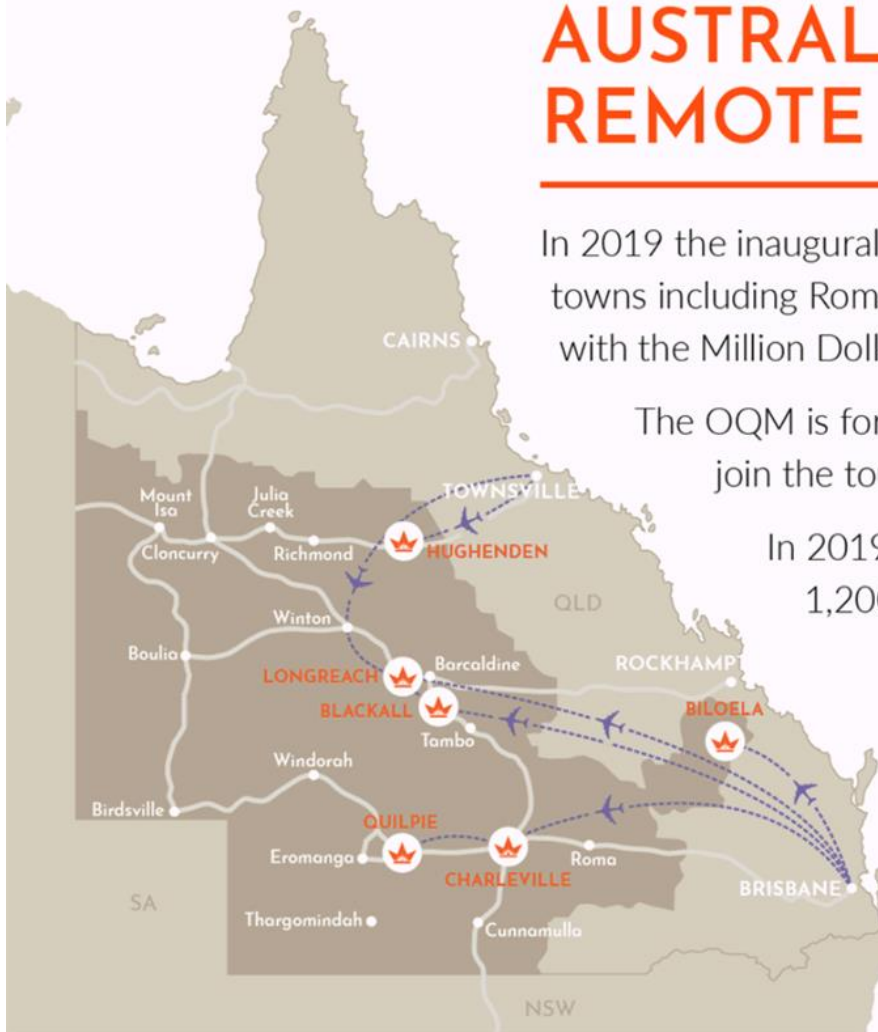 AUSTRAL
REMOTE
In 2019 the inaugural
towns including Rom
with the Million Doll
The OQM is for
join the to
In 2019
1,200
CAIRNS
TOWNSVILLE
Mount
Isa
Julia
Creek
Cloncurry
Richmond
HUGHENDEN
QLD
Winton
Boulia
LONGREACH
Barcaldine
ROCKHAMPT
BLACKALL
BILOELA
Tambo
Windorah
Birdsville
QUILPIE
Eromanga
Roma
CHARLEVILLE
BRISBANE
SA
Thargomindah
Cunnamulla
NSW